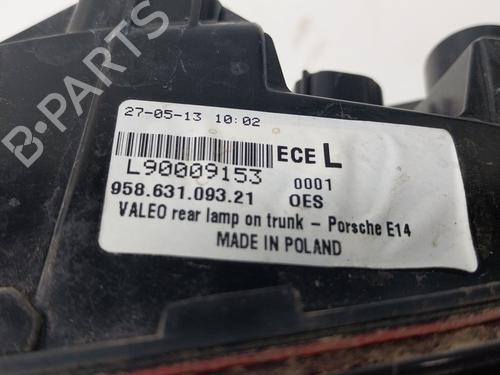 27-05-13 10:02
ECE L
L90009153 0001
958.631.093.21 OES
VALEO rear lamp on trunk – Porsche E14
MADE IN POLAND
B-PARTS